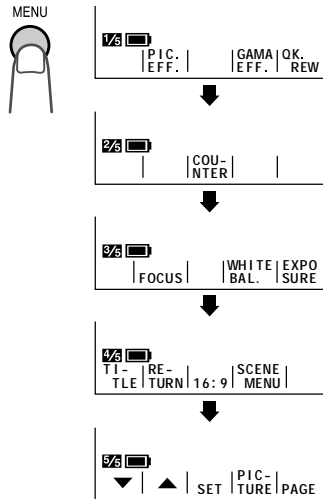 MENU
1/5
PIC. GAMA QK.
EFF. EFF. REW
2/5
COU-
NTER
3/5
WHITE EXPO
FOCUS BAL. SURE
4/5
TI- RE- SCENE
TLE TURN 16:9 MENU
5/5
PIC-
SET TURE PAGE